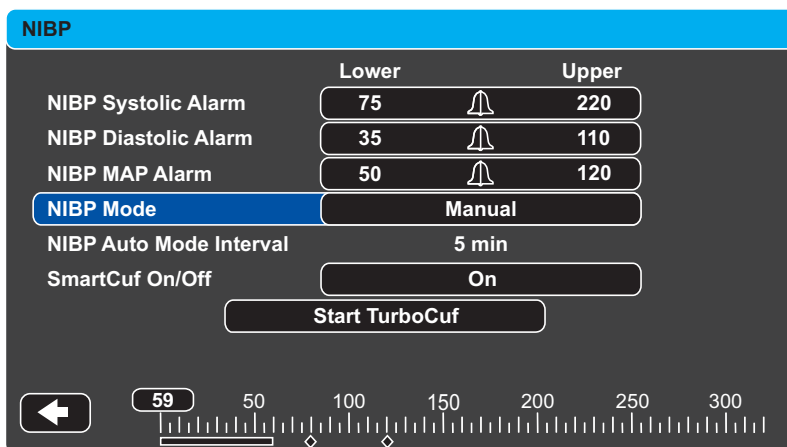 NIBP
Lower Upper
NIBP Systolic Alarm 75 220
NIBP Diastolic Alarm 35 110
NIBP MAP Alarm 50 120
NIBP Mode Manual
NIBP Auto Mode Interval 5 min
SmartCuf On/Off On
Start TurboCuf
59 50 100 150 200 250 300